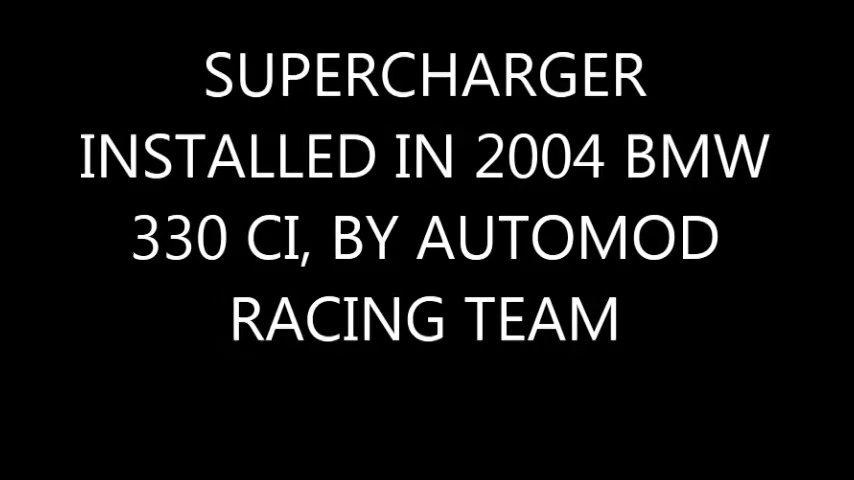 SUPERCHARGER
INSTALLED IN 2004 BMW
330 CI, BY AUTOMOD
RACING TEAM